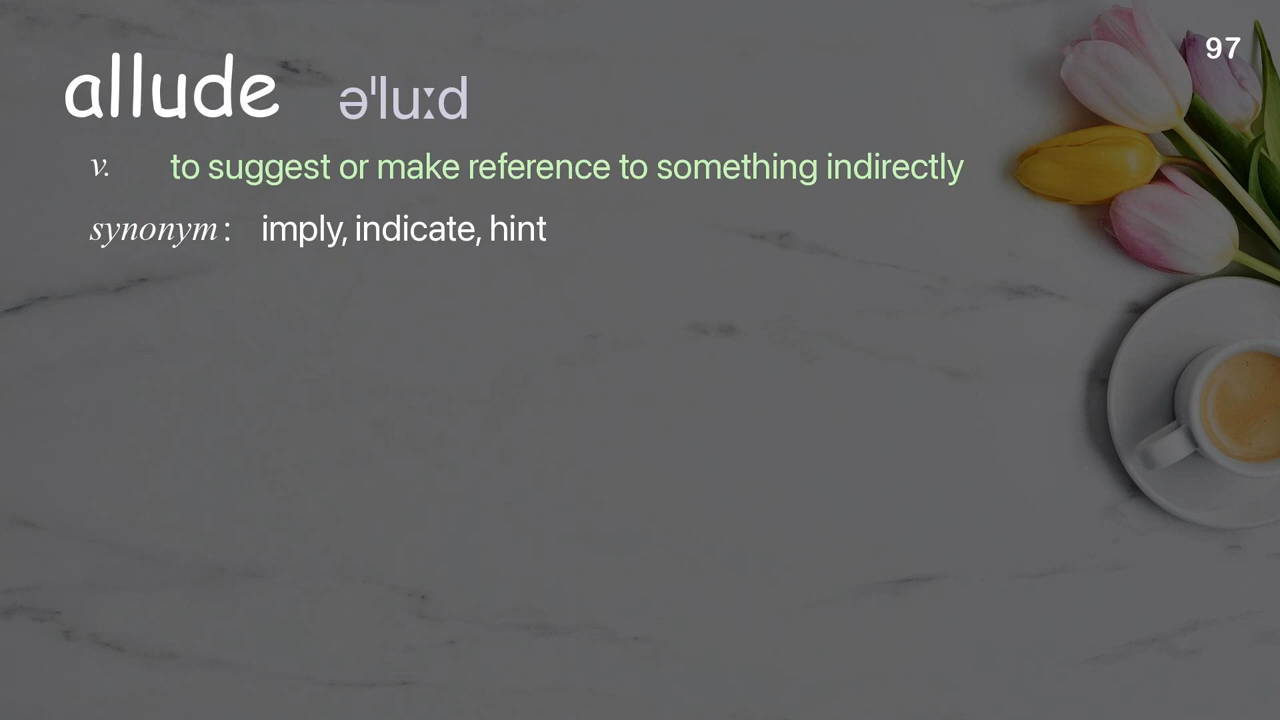 97
allude əˈluːd
v. to suggest or make reference to something indirectly
synonym: imply, indicate, hint